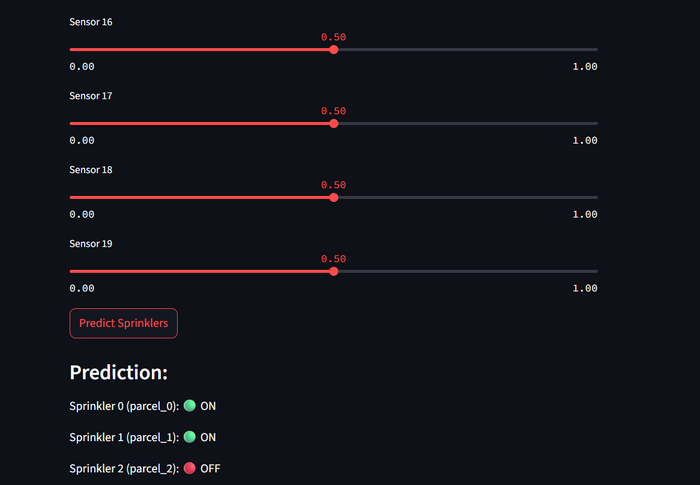 Sensor 16
0.50
0.00 1.00
Sensor 17
0.50
0.00 1.00
Sensor 18
0.50
0.00 1.00
Sensor 19
0.50
0.00 1.00
Predict Sprinklers
Prediction:
Sprinkler 0 (parcel_0): ON
Sprinkler 1 (parcel_1): ON
Sprinkler 2 (parcel_2): OFF